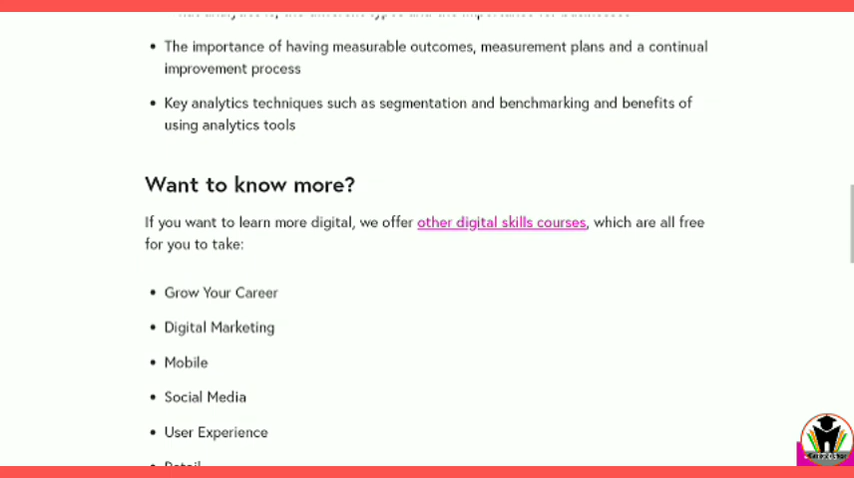 The importance of having measurable outcomes, measurement plans and a continual
improvement process
Key analytics techniques such as segmentation and benchmarking and benefits of
using analytics tools
Want to know more?
If you want to learn more digital, we offer other digital skills courses, which are all free
for you to take:
Grow Your Career
Digital Marketing
Mobile
Social Media
User Experience